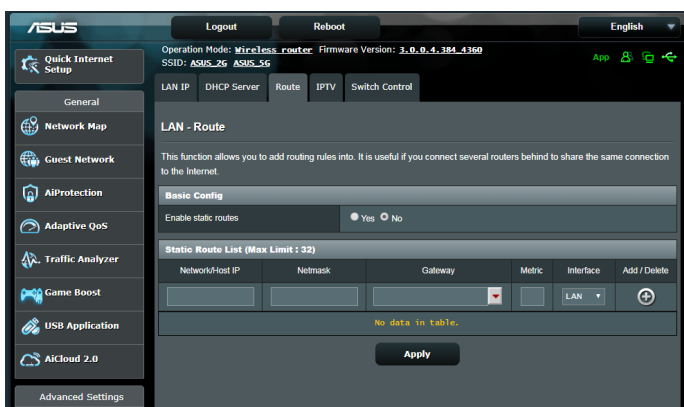 ASUS
Logout
Reboot
English
Operation Mode: Wireless router Firmware Version: 3.0.0.4.384_4360
SSID: ASUS_2G ASUS_5G
App
Quick Internet
Setup
General
Network Map
Guest Network
AiProtection
Adaptive QoS
Traffic Analyzer
Game Boost
USB Application
AiCloud 2.0
Advanced Settings
LAN IP
DHCP Server
Route
IPTV
Switch Control
LAN - Route
This function allows you to add routing rules into. It is useful if you connect several routers behind to share the same connection
to the Internet.
Basic Config
Enable static routes
Yes No
Static Route List (Max Limit : 32)
Network/Host IP
Netmask
Gateway
Metric
Interface
Add / Delete
LAN
No data in table.
Apply